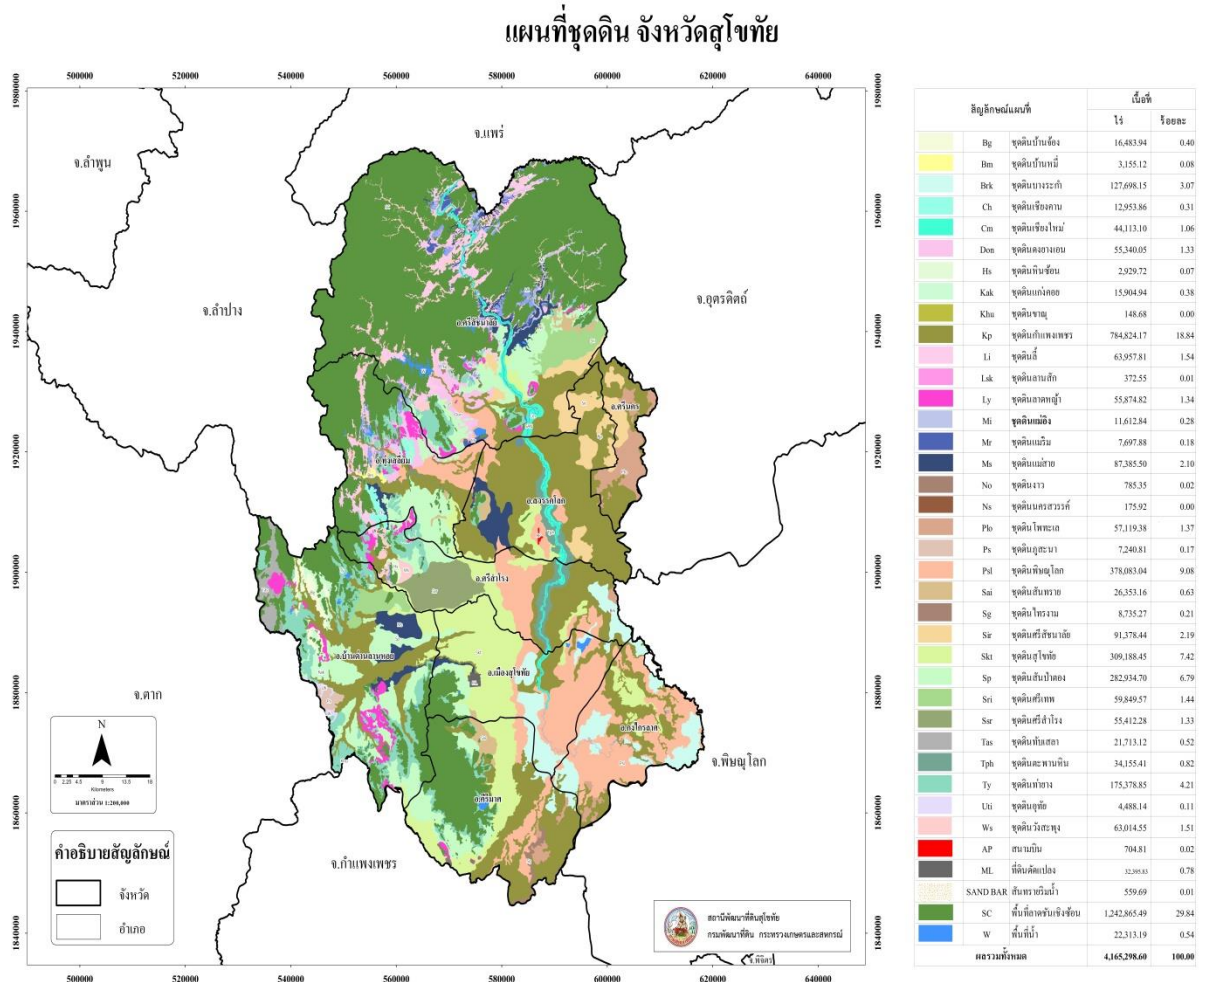 แผนที่ชุดดิน จังหวัดสุโขทัย
500000 520000 540000 560000 580000 600000 620000 640000
1980000 1980000
1960000 1960000
1940000 1940000
1920000 1920000
1900000 1900000
1880000 1880000
1860000 1860000
1840000 1840000
จ.แพร่
จ.ลำพูน
จ.ลำปาง
จ.อุตรดิตถ์
อ.ศรีสัชนาลัย
อ.ศรีนคร
อ.ทุ่งเสลี่ยม
อ.สวรรคโลก
อ.ศรีสำโรง
อ.บ้านด่านลานหอย
อ.เมืองสุโขทัย
จ.ตาก
อ.กงไกรลาศ
จ.พิษณุโลก
อ.คีรีมาศ
จ.กำแพงเพชร
จ.พิจิตร
N
0 2.25 4.5 9 13.5 18
Kilometers
มาตราส่วน 1:200,000
คำอธิบายสัญลักษณ์
จังหวัด
อำเภอ
สถานีพัฒนาที่ดินสุโขทัย
กรมพัฒนาที่ดิน กระทรวงเกษตรและสหกรณ์
500000 520000 540000 560000 580000 600000 620000 640000
สัญลักษณ์แผนที่ เนื้อที่
ไร่ ร้อยละ
Bg ชุดดินบ้านจ้อง 16,483.94 0.40
Bm ชุดดินบ้านหมี่ 3,155.12 0.08
Brk ชุดดินบางระกำ 127,698.15 3.07
Ch ชุดดินเชียงคาน 12,953.86 0.31
Cm ชุดดินเชียงใหม่ 44,113.10 1.06
Don ชุดดินดงยางเอน 55,340.05 1.33
Hs ชุดดินหินซ้อน 2,929.72 0.07
Kak ชุดดินแก่งคอย 15,904.94 0.38
Khu ชุดดินขาณุ 148.68 0.00
Kp ชุดดินกำแพงเพชร 784,824.17 18.84
Li ชุดดินลี้ 63,957.81 1.54
Lsk ชุดดินลานสัก 372.55 0.01
Ly ชุดดินลาดหญ้า 55,874.82 1.34
Mi ชุดดินแม่อิง 11,612.84 0.28
Mr ชุดดินแม่ริม 7,697.88 0.18
Ms ชุดดินแม่สาย 87,385.50 2.10
No ชุดดินงาว 785.35 0.02
Ns ชุดดินนครสวรรค์ 175.92 0.00
Plo ชุดดินโพทะเล 57,119.38 1.37
Ps ชุดดินภูสะนา 7,240.81 0.17
Psl ชุดดินพิษณุโลก 378,083.04 9.08
Sai ชุดดินสันทราย 26,353.16 0.63
Sg ชุดดินไทรงาม 8,735.27 0.21
Sir ชุดดินศรีสัชนาลัย 91,378.44 2.19
Skt ชุดดินสุโขทัย 309,188.45 7.42
Sp ชุดดินสันป่าตอง 282,934.70 6.79
Sri ชุดดินศรีเทพ 59,849.57 1.44
Ssr ชุดดินศรีสำโรง 55,412.28 1.33
Tas ชุดดินทับเสลา 21,713.12 0.52
Tph ชุดดินตะพานหิน 34,155.41 0.82
Ty ชุดดินท่ายาง 175,378.85 4.21
Uti ชุดดินอุทัย 4,488.14 0.11
Ws ชุดดินวังสะพุง 63,014.55 1.51
AP สนามบิน 704.81 0.02
ML ที่ดินดัดแปลง 32,395.83 0.78
SAND BAR สันทรายริมน้ำ 559.69 0.01
SC พื้นที่ลาดชันเชิงซ้อน 1,242,865.49 29.84
W พื้นที่น้ำ 22,313.19 0.54
ผลรวมทั้งหมด 4,165,298.60 100.00